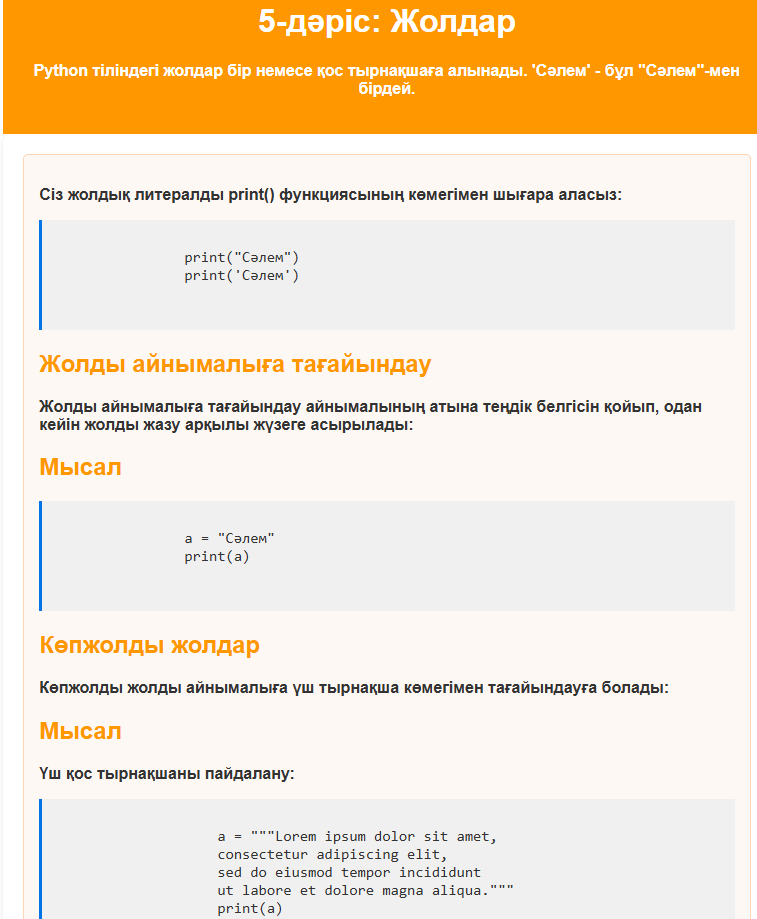 5-дәріс: Жолдар
Python тіліндегі жолдар бір немесе қос тырнақшаға алынады. 'Сәлем' - бұл "Сәлем"-мен
бірдей.
Сіз жолдық литералды print() функциясының көмегімен шығара аласыз:
print("Сәлем")
print('Сәлем')
Жолды айнымалыға тағайындау
Жолды айнымалыға тағайындау айнымалының атына теңдік белгісін қойып, одан
кейін жолды жазу арқылы жүзеге асырылады:
Мысал
a = "Сәлем"
print(a)
Көпжолды жолдар
Көпжолды жолды айнымалыға үш тырнақша көмегімен тағайындауға болады:
Мысал
Үш қос тырнақшаны пайдалану:
a = """Lorem ipsum dolor sit amet,
consectetur adipiscing elit,
sed do eiusmod tempor incididunt
ut labore et dolore magna aliqua."""
print(a)